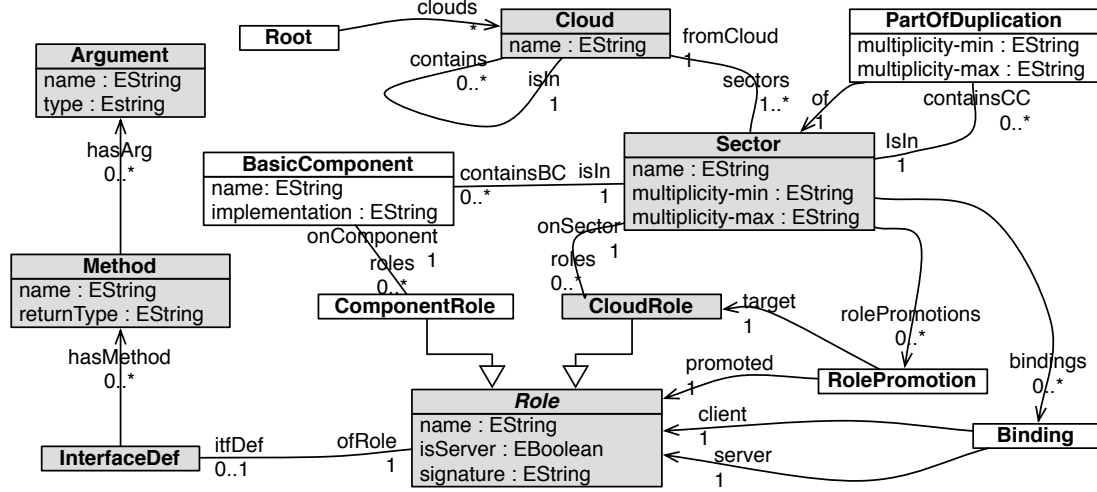 clouds
*
Root
Cloud
name : EString
contains
0..*
isIn
1
fromCloud
1
sectors
1..*
PartOfDuplication
multiplicity-min : EString
multiplicity-max : EString
of
1
containsCC
0..*
IsIn
1
Argument
name : EString
type : Estring
hasArg
0..*
BasicComponent
name: EString
implementation : EString
containsBC
0..*
isIn
1
Sector
name : EString
multiplicity-min : EString
multiplicity-max : EString
onComponent
1
roles
0..*
onSector
1
roles
0..*
Method
name : EString
returnType : EString
hasMethod
0..*
ComponentRole
CloudRole
target
1
rolePromotions
0..*
bindings
0..*
promoted
1
RolePromotion
Role
name : EString
isServer : EBoolean
signature : EString
client
1
server
1
Binding
InterfaceDef
itfDef
0..1
ofRole
1